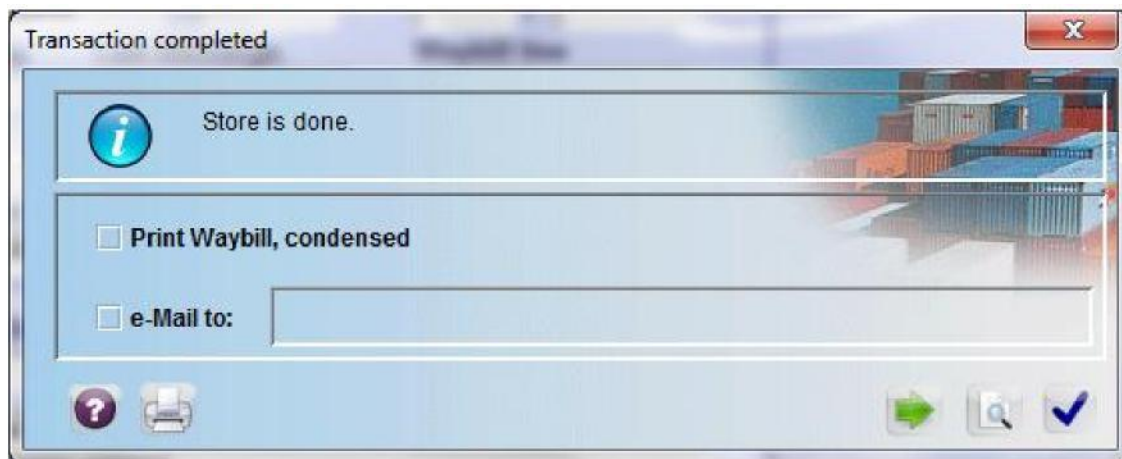 Transaction completed
Store is done.
Print Waybill, condensed
e-Mail to: